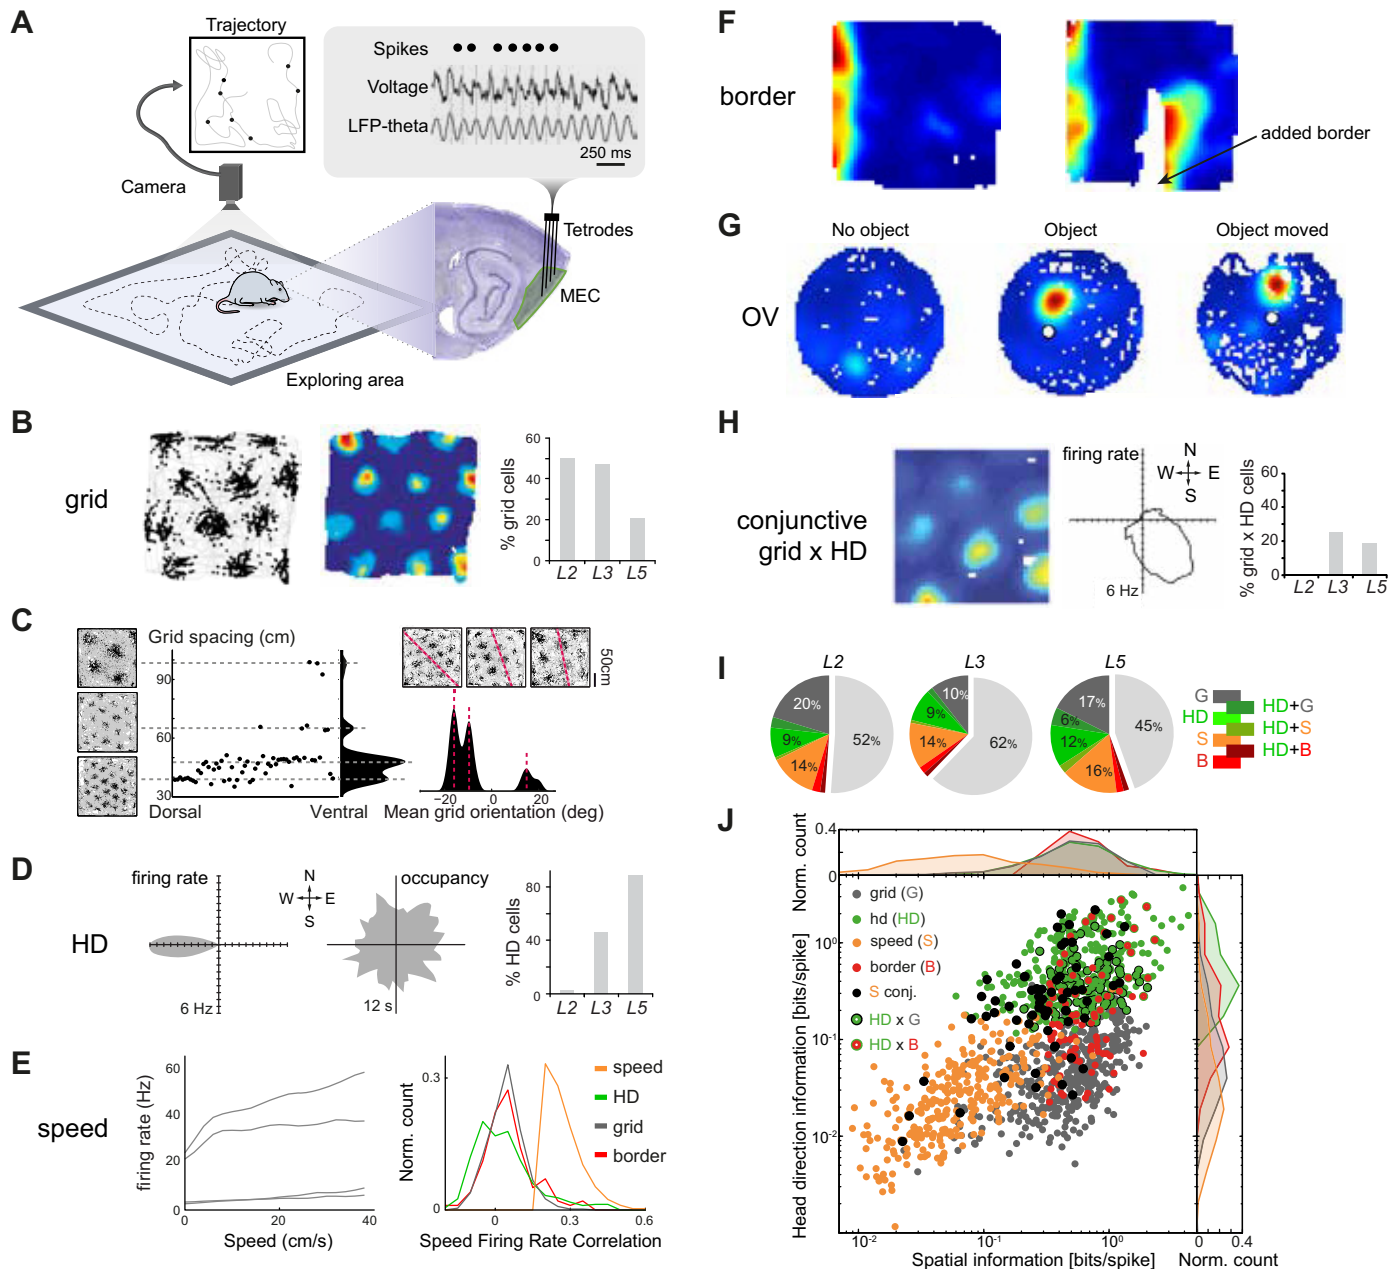 A
Trajectory
Spikes
Voltage
LFP-theta
250 ms
Camera
Tetrodes
MEC
Exploring area
B
grid
% grid cells
60
40
20
0
L2 L3 L5
C
Grid spacing (cm)
90
60
30
Dorsal
Ventral
50cm
−20 0 20
Mean grid orientation (deg)
D
HD
firing rate
N
W E
S
6 Hz
occupancy
12 s
% HD cells
80
40
0
L2 L3 L5
E
speed
firing rate (Hz)
60
40
20
0
0 20 40
Speed (cm/s)
Norm. count
0.3
0
0 0.3 0.6
Speed Firing Rate Correlation
speed
HD
grid
border
F
border
added border
G
OV
No object
Object
Object moved
H
conjunctive
grid x HD
firing rate
N
W E
S
6 Hz
% grid x HD cells
60
40
20
0
L2 L3 L5
I
L2
20%
9%
14%
52%
L3
10%
9%
14%
62%
L5
17%
6%
12%
16%
45%
G
HD
S
B
HD+G
HD+S
HD+B
J
Norm. count
0.4
0
grid (G)
hd (HD)
speed (S)
border (B)
S conj.
HD x G
HD x B
Head direction information [bits/spike]
10⁰
10⁻¹
10⁻²
10⁻² 10⁻¹ 10⁰
Spatial information [bits/spike]
0 0.4
Norm. count